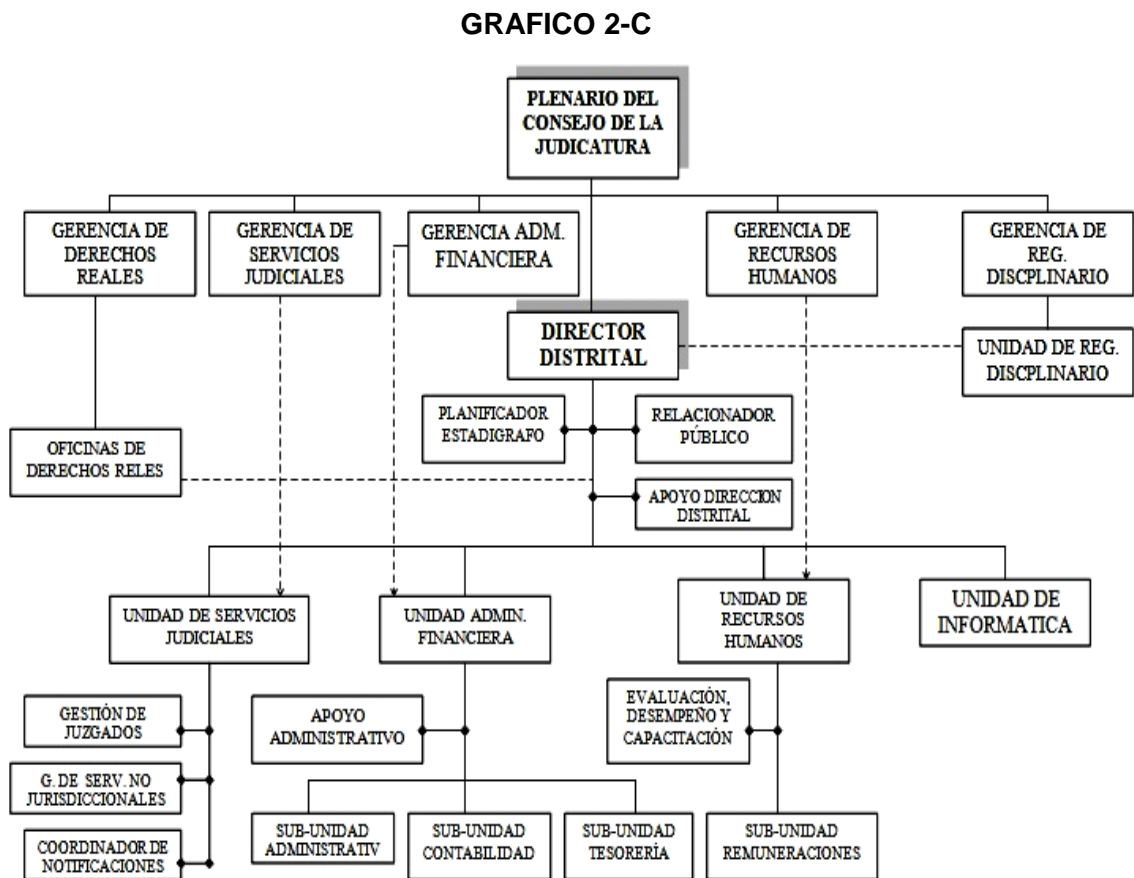 GRAFICO 2-C
PLENARIO DEL
CONSEJO DE LA
JUDICATURA
GERENCIA DE
DERECHOS
REALES
GERENCIA DE
SERVICIOS
JUDICIALES
GERENCIA ADM.
FINANCIERA
GERENCIA DE
RECURSOS
HUMANOS
GERENCIA DE
REG.
DISCPLINARIO
DIRECTOR
DISTRITAL
UNIDAD DE REG.
DISCPLINARIO
PLANIFICADOR
ESTADIGRAFO
RELACIONADOR
PÚBLICO
OFICINAS DE
DERECHOS RELES
APOYO DIRECCION
DISTRITAL
UNIDAD DE SERVICIOS
JUDICIALES
UNIDAD ADMIN.
FINANCIERA
UNIDAD DE
RECURSOS
HUMANOS
UNIDAD DE
INFORMATICA
GESTIÓN DE
JUZGADOS
APOYO
ADMINISTRATIVO
EVALUACIÓN,
DESEMPEÑO Y
CAPACITACIÓN
G. DE SERV. NO
JURISDICCIONALES
COORDINADOR DE
NOTIFICACIONES
SUB-UNIDAD
ADMINISTRATIV
SUB-UNIDAD
CONTABILIDAD
SUB-UNIDAD
TESORERÍA
SUB-UNIDAD
REMUNERACIONES